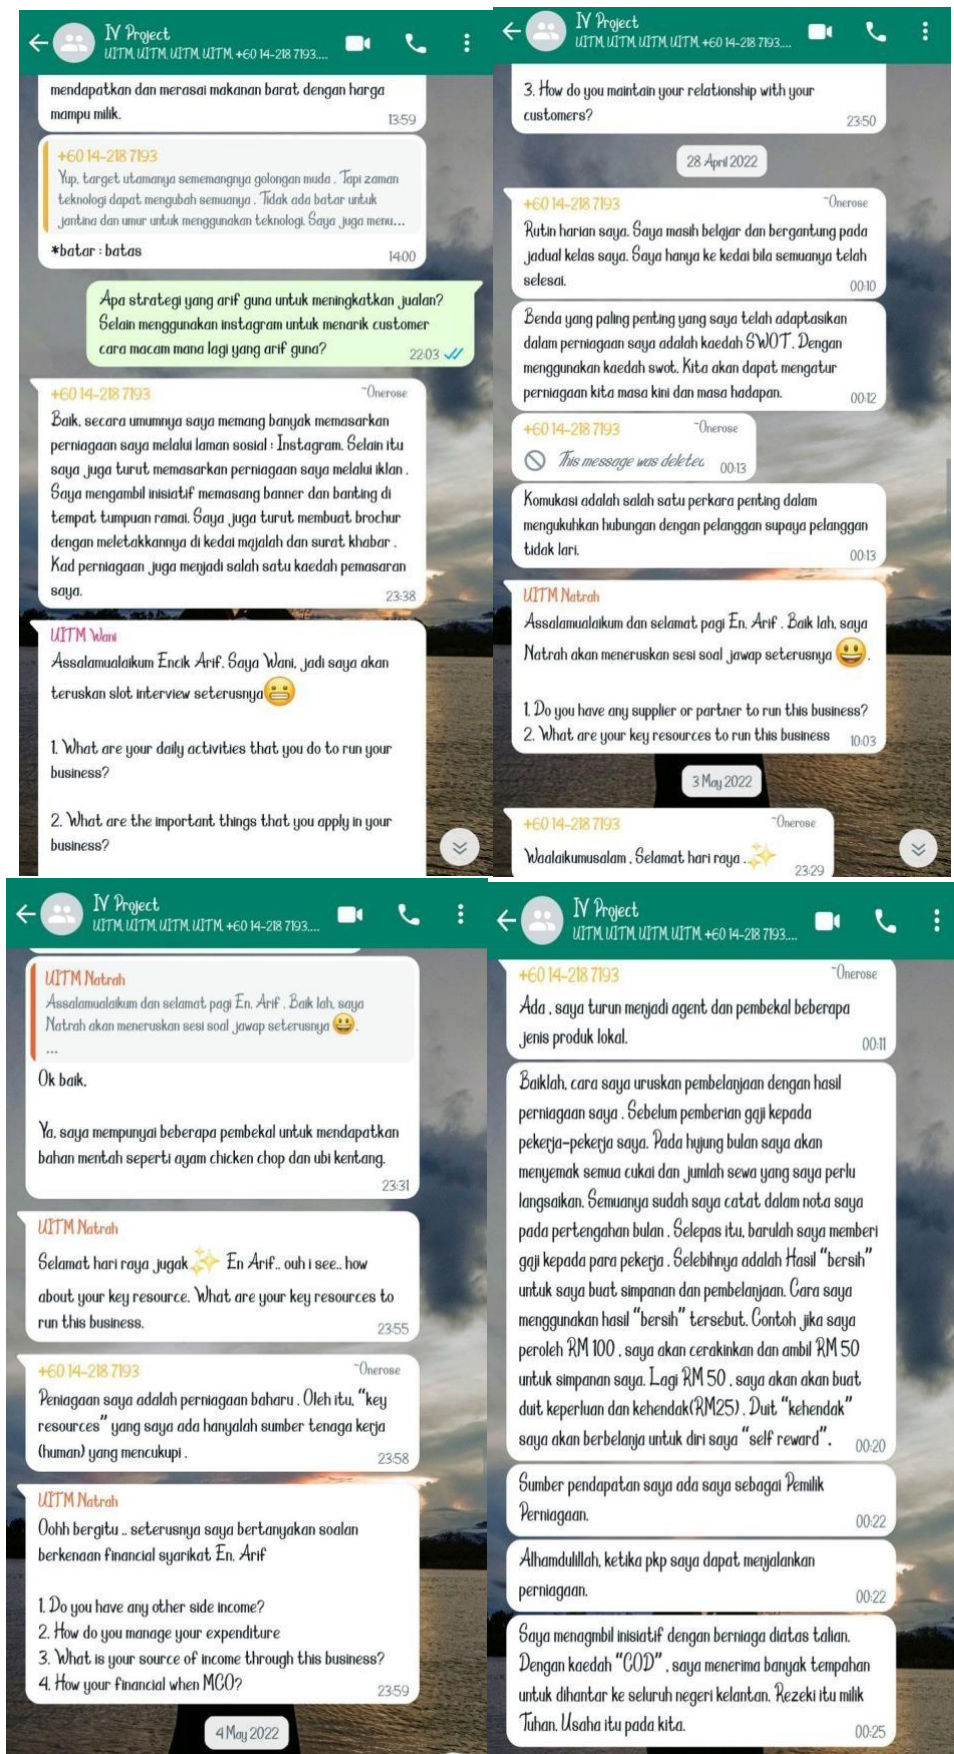 IV Project
UITM, UITM, UITM, UITM, +60 14-218 7193....
mendapatkan dan merasai makanan barat dengan harga
mampu milik.
13:59
+60 14-218 7193
Yup, target utamanya sememangnya golongan muda . Tapi zaman
teknologi dapat mengubah semuanya . Tidak ada batar untuk
jantina dan umur untuk menggunakan teknologi. Saya juga menu...
*batar : batas
14:00
Apa strategi yang arif guna untuk meningkatkan jualan?
Selain menggunakan instagram untuk menarik customer
cara macam mana lagi yang arif guna?
22:03
+60 14-218 7193
~Onerose
Baik, secara umumnya saya memang banyak memasarkan
perniagaan saya melalui laman sosial : Instagram. Selain itu
saya juga turut memasarkan perniagaan saya melalui iklan .
Saya mengambil inisiatif memasang banner dan banting di
tempat tumpuan ramai. Saya juga turut membuat brochur
dengan meletakkannya di kedai majalah dan surat khabar .
Kad perniagaan juga menjadi salah satu kaedah pemasaran
saya.
23:38
UITM Wani
Assalamualaikum Encik Arif. Saya Wani, jadi saya akan
teruskan slot interview seterusnya😬
1. What are your daily activities that you do to run your
business?
2. What are the important things that you apply in your
business?
IV Project
UITM, UITM, UITM, UITM, +60 14-218 7193....
3. How do you maintain your relationship with your
customers?
23:50
28 April 2022
+60 14-218 7193
~Onerose
Rutin harian saya. Saya masih belajar dan bergantung pada
jadual kelas saya. Saya hanya ke kedai bila semuanya telah
selesai.
00:10
Benda yang paling penting yang saya telah adaptasikan
dalam perniagaan saya adalah kaedah SWOT . Dengan
menggunakan kaedah swot. Kita akan dapat mengatur
perniagaan kita masa kini dan masa hadapan.
00:12
+60 14-218 7193
~Onerose
This message was deleted
00:13
Komukasi adalah salah satu perkara penting dalam
mengukuhkan hubungan dengan pelanggan supaya pelanggan
tidak lari.
00:13
UITM Natrah
Assalamualaikum dan selamat pagi En. Arif . Baik lah, saya
Natrah akan meneruskan sesi soal jawap seterusnya 😃.
1. Do you have any supplier or partner to run this business?
2. What are your key resources to run this business
10:03
3 May 2022
+60 14-218 7193
~Onerose
Waalaikumusalam . Selamat hari raya .✨
23:29
IV Project
UITM, UITM, UITM, UITM, +60 14-218 7193....
UITM Natrah
Assalamualaikum dan selamat pagi En. Arif . Baik lah, saya
Natrah akan meneruskan sesi soal jawap seterusnya 😃.
...
Ok baik.
Ya, saya mempunyai beberapa pembekal untuk mendapatkan
bahan mentah seperti ayam chicken chop dan ubi kentang.
23:31
UITM Natrah
Selamat hari raya jugak ✨ En Arif.. ouh i see.. how
about your key resource. What are your key resources to
run this business.
23:55
+60 14-218 7193
~Onerose
Peniagaan saya adalah perniagaan baharu . Oleh itu, “key
resources” yang saya ada hanyalah sumber tenaga kerja
(human) yang mencukupi .
23:58
UITM Natrah
Oohh bergitu .. seterusnya saya bertanyakan soalan
berkenaan financial syarikat En. Arif
1. Do you have any other side income?
2. How do you manage your expenditure
3. What is your source of income through this business?
4. How your financial when MCO?
23:59
4 May 2022
IV Project
UITM, UITM, UITM, UITM, +60 14-218 7193....
+60 14-218 7193
~Onerose
Ada , saya turun menjadi agent dan pembekal beberapa
jenis produk lokal.
00:11
Baiklah, cara saya uruskan pembelanjaan dengan hasil
perniagaan saya . Sebelum pemberian gaji kepada
pekerja-pekerja saya. Pada hujung bulan saya akan
menyemak semua cukai dan jumlah sewa yang saya perlu
langsaikan. Semuanya sudah saya catat dalam nota saya
pada pertengahan bulan . Selepas itu, barulah saya memberi
gaji kepada para pekerja . Selebihnya adalah Hasil “bersih”
untuk saya buat simpanan dan pembelanjaan. Cara saya
menggunakan hasil “bersih” tersebut. Contoh jika saya
peroleh RM 100 , saya akan cerakinkan dan ambil RM 50
untuk simpanan saya. Lagi RM 50 , saya akan akan buat
duit keperluan dan kehendak(RM25) . Duit “kehendak”
saya akan berbelanja untuk diri saya “self reward” .
00:20
Sumber pendapatan saya ada saya sebagai Pemilik
Perniagaan.
00:22
Alhamdulillah, ketika pkp saya dapat menjalankan
perniagaan.
00:22
Saya menagmbil inisiatif dengan berniaga diatas talian.
Dengan kaedah “COD” , saya menerima banyak tempahan
untuk dihantar ke seluruh negeri kelantan. Rezeki itu milik
Tuhan. Usaha itu pada kita.
00:25